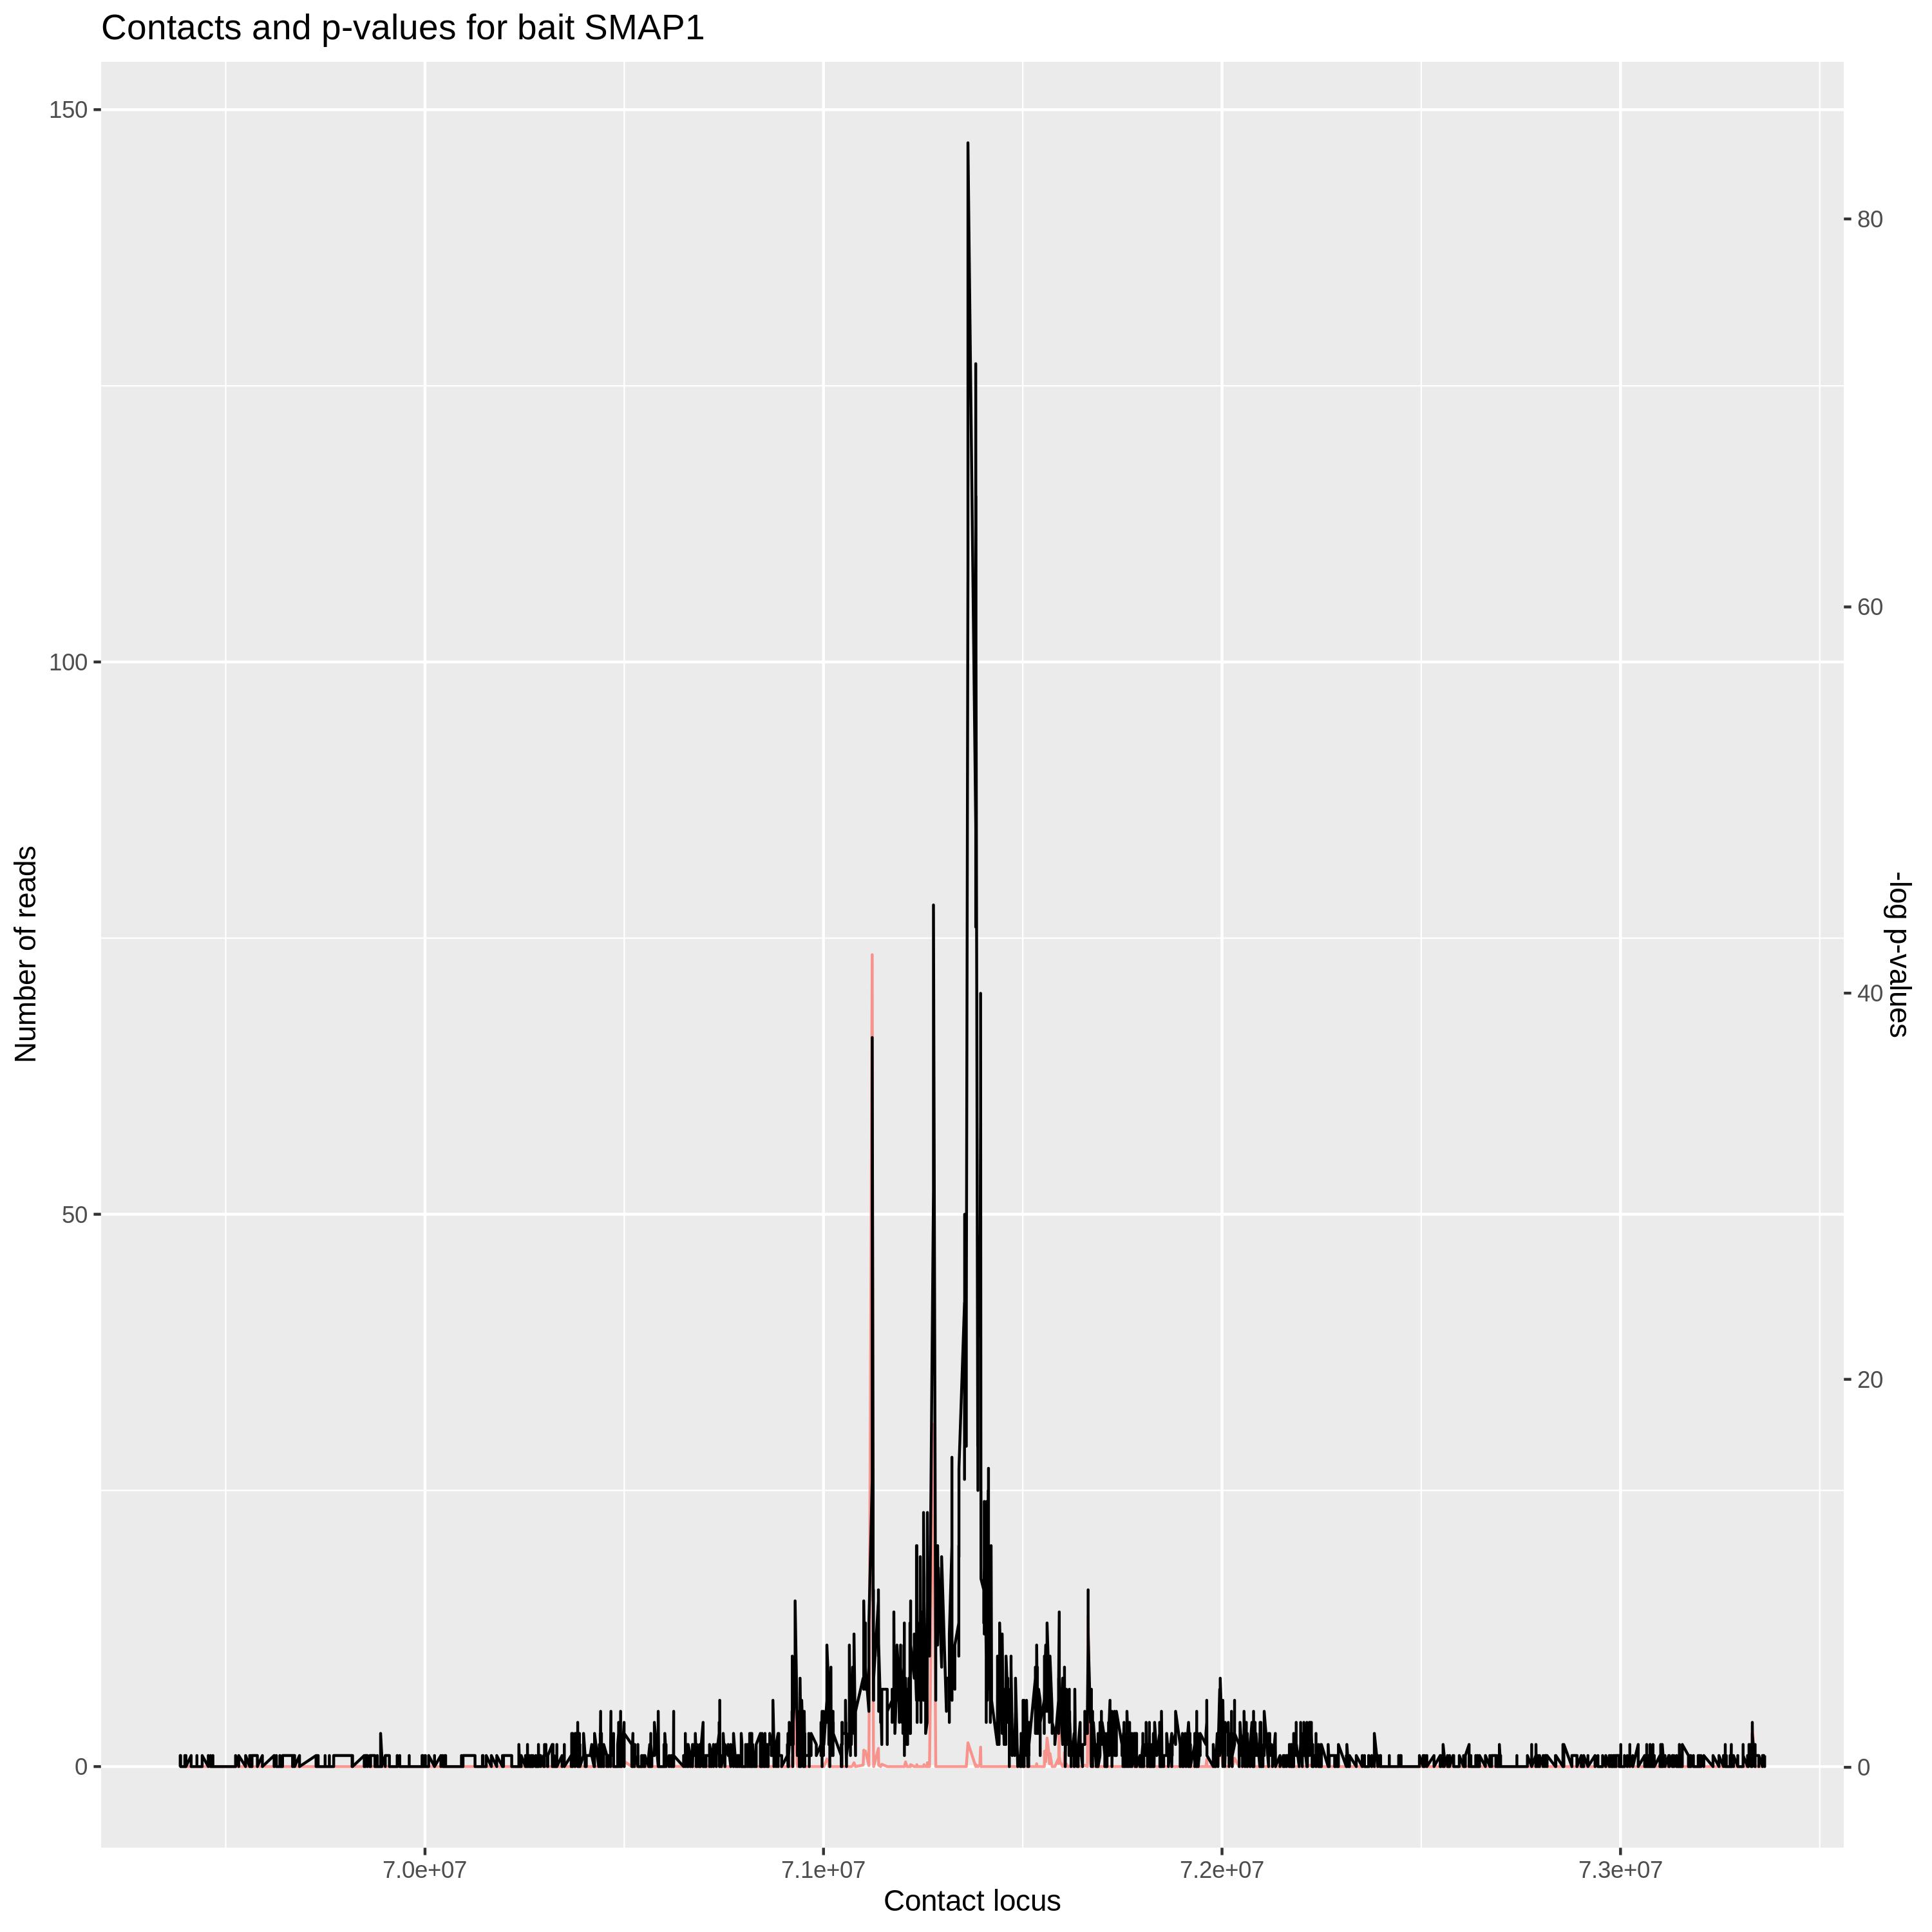 Contacts and p-values for bait SMAP1
150
100
50
0
Number of reads
80
60
40
20
0
-log p-values
7.0e+07
7.1e+07
7.2e+07
7.3e+07
Contact locus